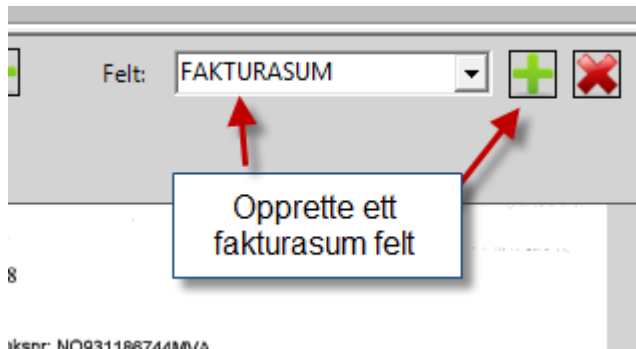 Felt: FAKTURASUM
Opprette ett
fakturasum felt
8
NO931186744MVA